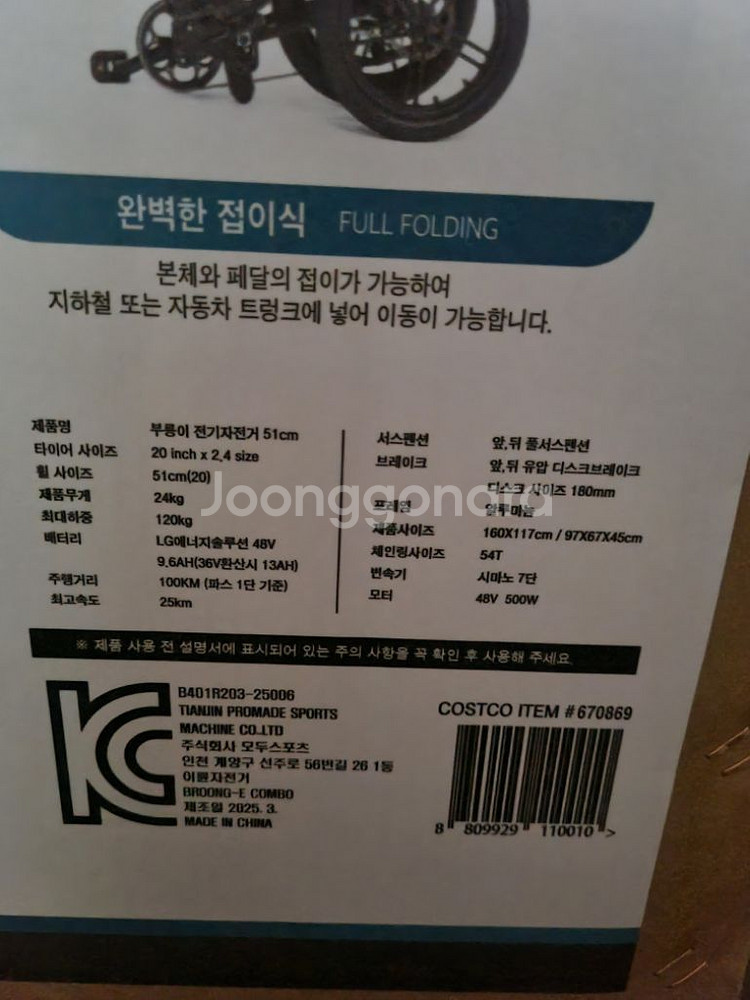 완벽한 접이식 FULL FOLDING
본체와 페달의 접이가 가능하여
지하철 또는 자동차 트렁크에 넣어 이동이 가능합니다.
제품명 부릉이 전기자전거 51cm
타이어 사이즈 20 inch x 2.4 size
휠 사이즈 51cm(20)
제품무게 24kg
최대하중 120kg
배터리 LG에너지솔루션 48V
9.6AH(36V환산시 13AH)
주행거리 100KM (파스 1단 기준)
최고속도 25km
서스펜션 앞,뒤 풀서스펜션
브레이크 앞,뒤 유압 디스크브레이크
디스크 사이즈 180mm
프레임 알루미늄
제품사이즈 160X117cm / 97X67X45cm
체인링사이즈 54T
변속기 시마노 7단
모터 48V 500W
Joonggonara
※ 제품 사용 전 설명서에 표시되어 있는 주의 사항을 꼭 확인 후 사용해 주세요.
B401R203-25006
TIANJIN PROMADE SPORTS
MACHINE CO.,LTD
주식회사 모두스포츠
인천 계양구 선주로 56번길 26 1동
이륜자전거
BROONG-E COMBO
제조일 2025. 3.
MADE IN CHINA
COSTCO ITEM #670869
8 809929 110010 >